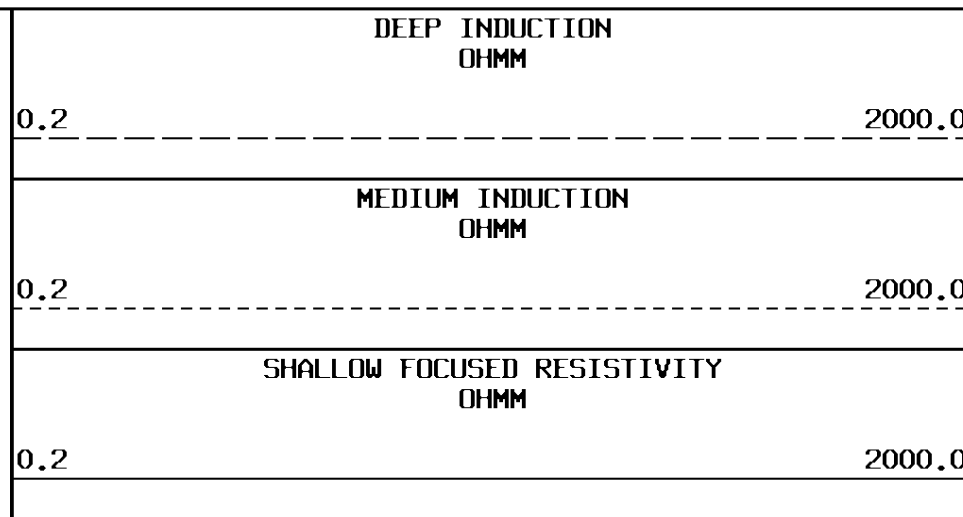 DEEP INDUCTION
OHMM
0.2 2000.0
MEDIUM INDUCTION
OHMM
0.2 2000.0
SHALLOW FOCUSED RESISTIVITY
OHMM
0.2 2000.0